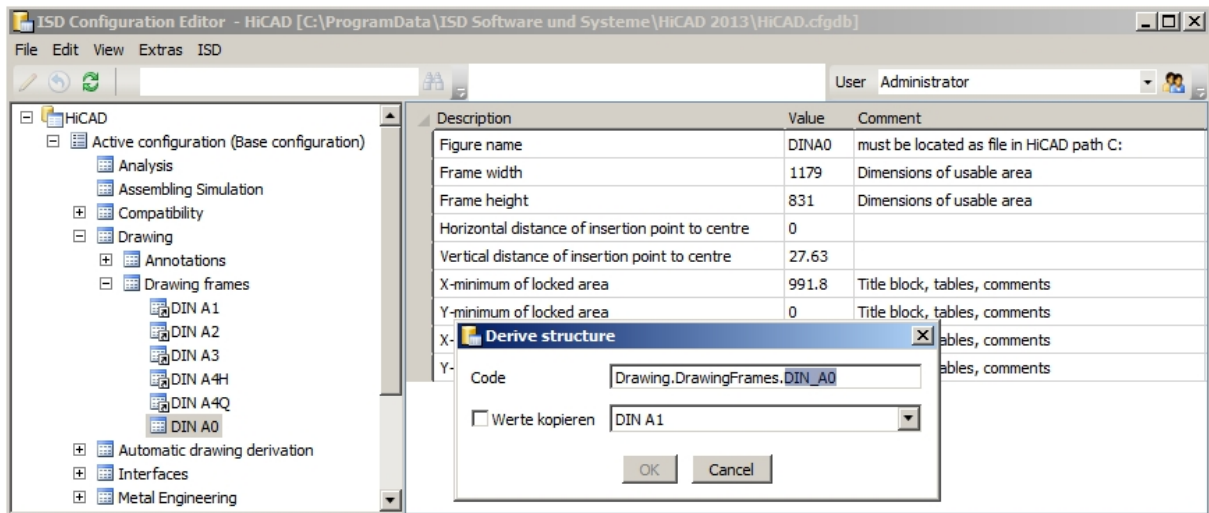 ISD Configuration Editor - HiCAD [C:\ProgramData\ISD Software und Systeme\HiCAD 2013\HiCAD.cfgdb]
File Edit View Extras ISD
User Administrator
HiCAD
Active configuration (Base configuration)
Analysis
Assembling Simulation
Compatibility
Drawing
Annotations
Drawing frames
DIN A1
DIN A2
DIN A3
DIN A4H
DIN A4Q
DIN A0
Automatic drawing derivation
Interfaces
Metal Engineering
Description Value Comment
Figure name DINA0 must be located as file in HiCAD path C:
Frame width 1179 Dimensions of usable area
Frame height 831 Dimensions of usable area
Horizontal distance of insertion point to centre 0
Vertical distance of insertion point to centre 27.63
X-minimum of locked area 991.8 Title block, tables, comments
Y-minimum of locked area 0 Title block, tables, comments
X- ables, comments
Y- ables, comments
Derive structure
Code Drawing.DrawingFrames.DIN_A0
Werte kopieren DIN A1
OK Cancel